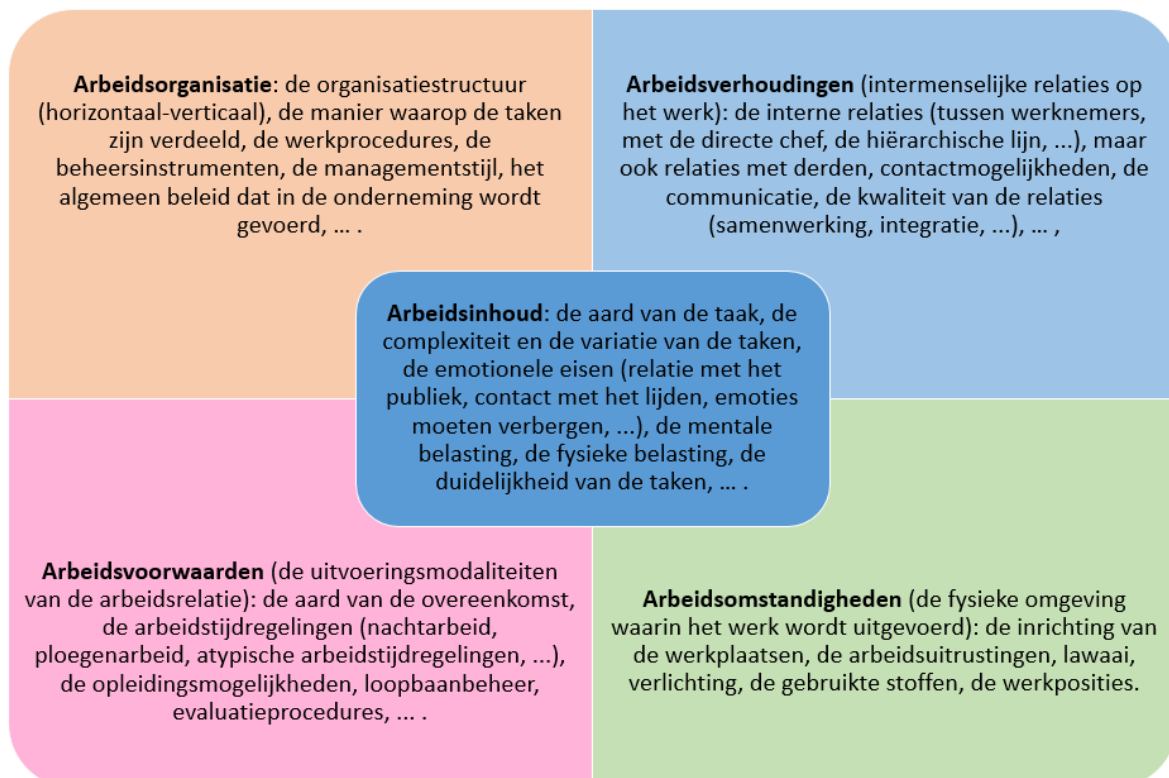 Arbeidsorganisatie: de organisatiestructuur
(horizontaal-verticaal), de manier waarop de taken
zijn verdeeld, de werkprocedures, de
beheersinstrumenten, de managementstijl, het
algemeen beleid dat in de onderneming wordt
gevoerd, … .
Arbeidsverhoudingen (intermenselijke relaties op
het werk): de interne relaties (tussen werknemers,
met de directe chef, de hiërarchische lijn, ...), maar
ook relaties met derden, contactmogelijkheden, de
communicatie, de kwaliteit van de relaties
(samenwerking, integratie, ...), … ,
Arbeidsinhoud: de aard van de taak, de
complexiteit en de variatie van de taken,
de emotionele eisen (relatie met het
publiek, contact met het lijden, emoties
moeten verbergen, ...), de mentale
belasting, de fysieke belasting, de
duidelijkheid van de taken, … .
Arbeidsvoorwaarden (de uitvoeringsmodaliteiten
van de arbeidsrelatie): de aard van de overeenkomst,
de arbeidstijdregelingen (nachtarbeid,
ploegenarbeid, atypische arbeidstijdregelingen, ...),
de opleidingsmogelijkheden, loopbaanbeheer,
evaluatieprocedures, … .
Arbeidsomstandigheden (de fysieke omgeving
waarin het werk wordt uitgevoerd): de inrichting van
de werkplaatsen, de arbeidsuitrustingen, lawaai,
verlichting, de gebruikte stoffen, de werkposities.